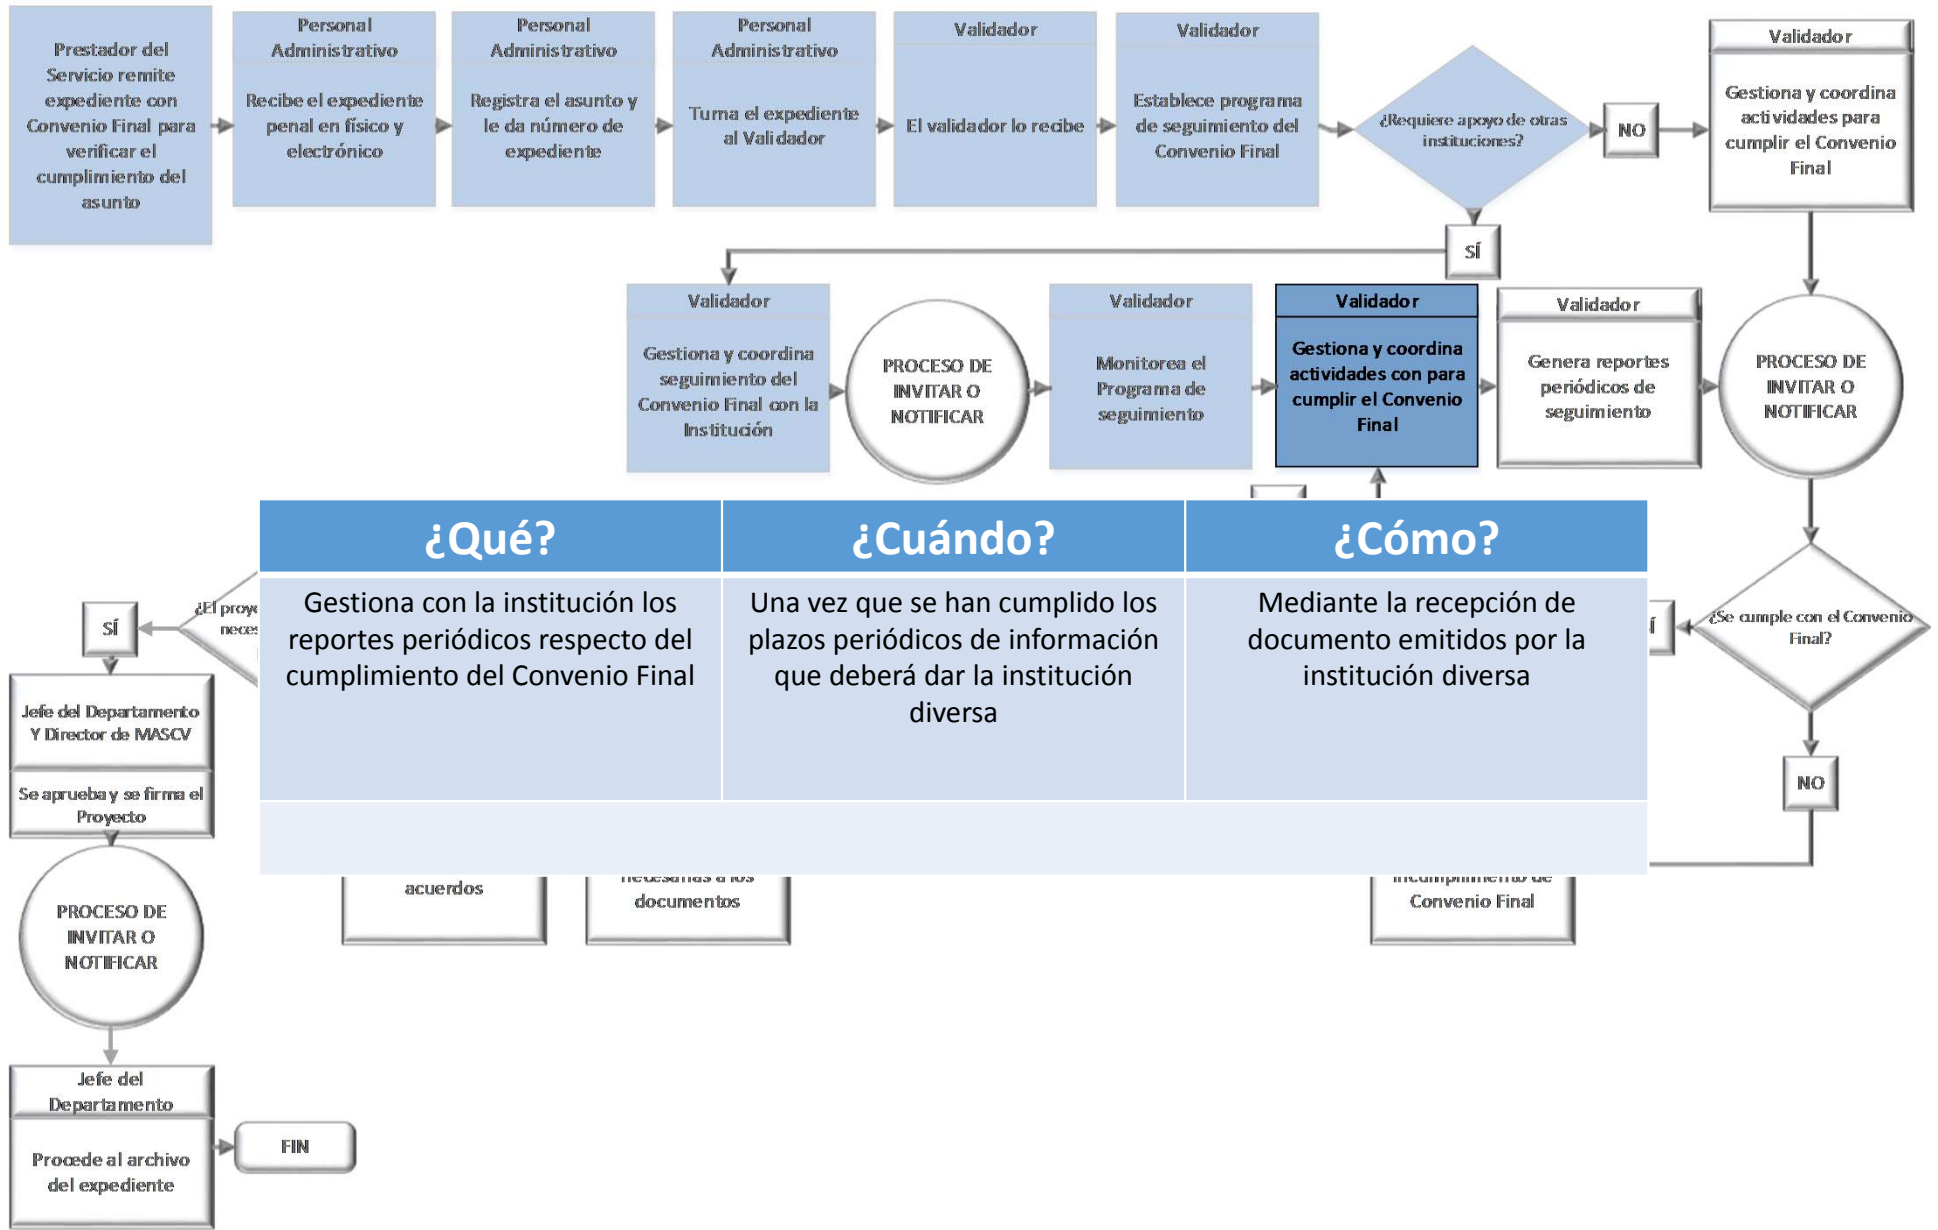 Prestador del
Servicio remite
expediente con
Convenio Final para
verificar el
cumplimiento del
asunto
Personal
Administrativo
Recibe el expediente
penal en físico y
electrónico
Personal
Administrativo
Registra el asunto y
le da número de
expediente
Personal
Administrativo
Turna el expediente
al Validador
Validador
El validador lo recibe
Validador
Establece programa
de seguimiento del
Convenio Final
¿Requiere apoyo de otras
instituciones?
NO
Validador
Gestiona y coordina
actividades para
cumplir el Convenio
Final
SÍ
Validador
Gestiona y coordina
seguimiento del
Convenio Final con la
Institución
PROCESO DE
INVITAR O
NOTIFICAR
Validador
Monitorea el
Programa de
seguimiento
Validador
Gestiona y coordina
actividades con para
cumplir el Convenio
Final
Validador
Genera reportes
periódicos de
seguimiento
PROCESO DE
INVITAR O
NOTIFICAR
¿Qué?
¿Cuándo?
¿Cómo?
Gestiona con la institución los
reportes periódicos respecto del
cumplimiento del Convenio Final
Una vez que se han cumplido los
plazos periódicos de información
que deberá dar la institución
diversa
Mediante la recepción de
documento emitidos por la
institución diversa
SÍ
¿El
¿Se cumple con el Convenio
Final?
NO
Jefe del Departamento
Y Director de MASCV
Se aprueba y se firma el
Proyecto
acuerdos
necesarias a los
documentos
incumplimiento de
Convenio Final
PROCESO DE
INVITAR O
NOTIFICAR
Jefe del
Departamento
Procede al archivo
del expediente
FIN